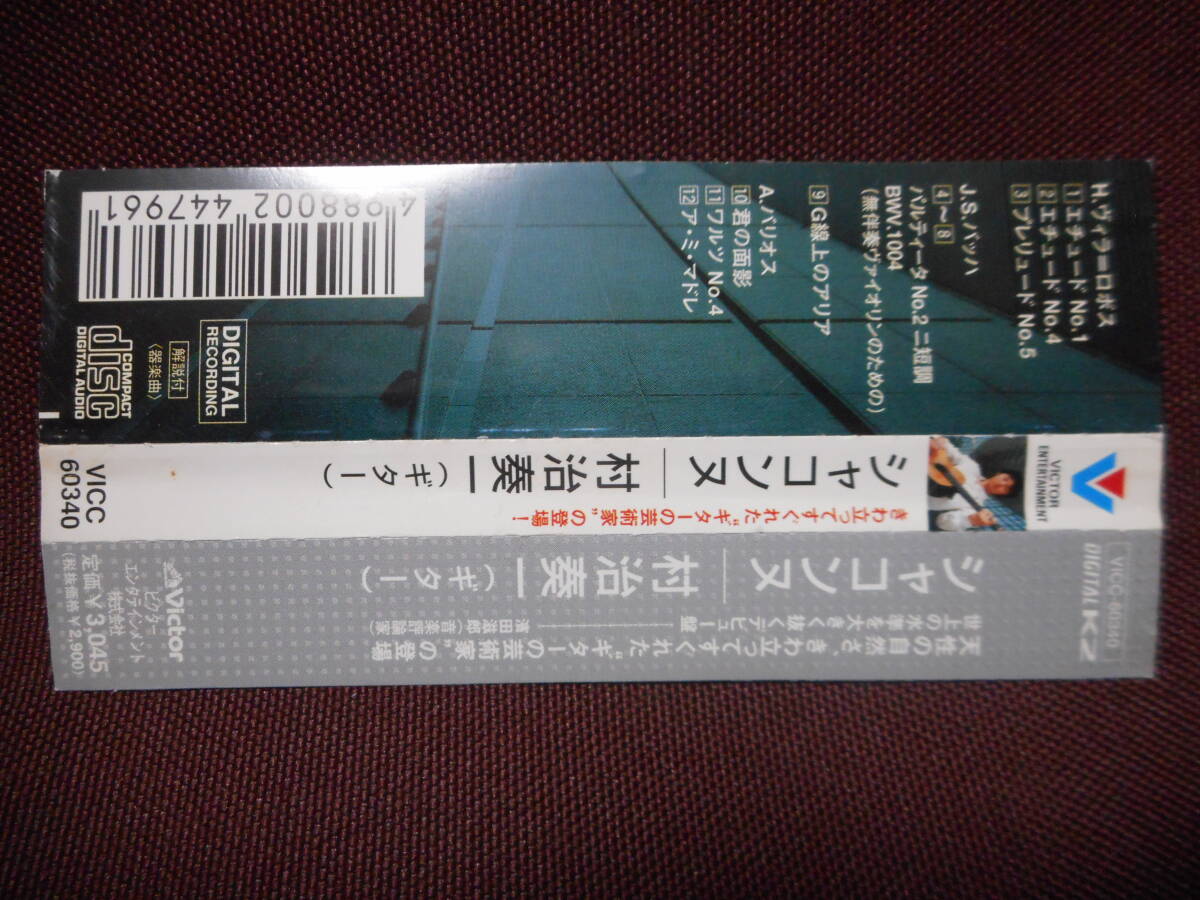 H.ヴィラ＝ロボス
1 エチュード No.1
2 エチュード No.4
3 プレリュード No.5
J.S.バッハ
4～8
パルティータNo.2 ニ短調
BWV.1004
(無伴奏ヴァイオリンのための)
9 G線上のアリア
A.バリオス
10 君の面影
11 ワルツ No.4
12 ア・ミ・マドレ
4 988002 447961
DIGITAL
RECORDING
解説付
〈器楽曲〉
COMPACT
disc
DIGITAL AUDIO
VICTOR
ENTERTAINMENT
シャコンヌ
村治奏一(ギター)
きわ立ってすぐれた“ギターの芸術家”の登場！
VICC
60340
VICC-60340
DIGITAL K2
シャコンヌ
村治奏一(ギター)
天性の自然さ、きわ立ってすぐれた“ギターの芸術家”の登場
世上の水準を大きく抜くデビュー盤
濱田滋郎(音楽評論家)
Victor
ビクター
エンタテインメント
株式会社
定価￥3,045
(税抜価格￥2,900)